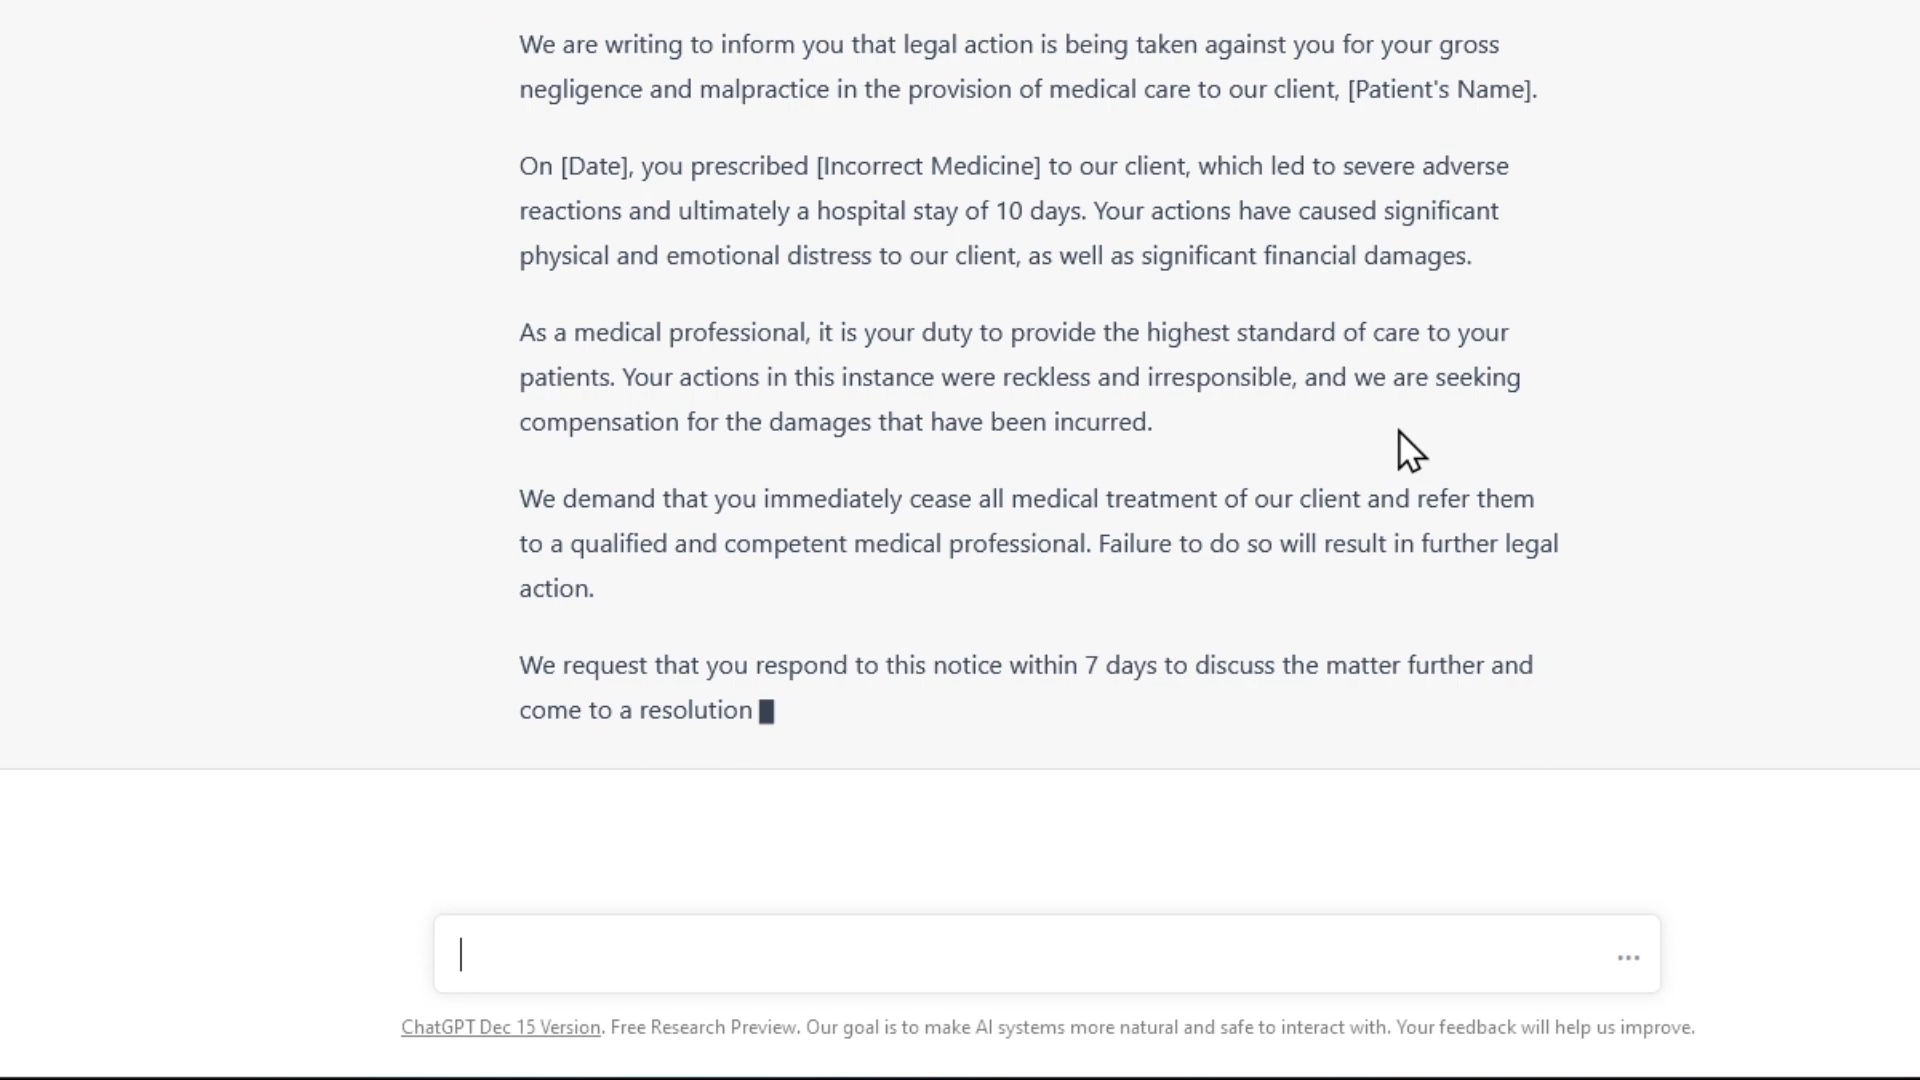 We are writing to inform you that legal action is being taken against you for your gross
negligence and malpractice in the provision of medical care to our client, [Patient's Name].
On [Date], you prescribed [Incorrect Medicine] to our client, which led to severe adverse
reactions and ultimately a hospital stay of 10 days. Your actions have caused significant
physical and emotional distress to our client, as well as significant financial damages.
As a medical professional, it is your duty to provide the highest standard of care to your
patients. Your actions in this instance were reckless and irresponsible, and we are seeking
compensation for the damages that have been incurred.
We demand that you immediately cease all medical treatment of our client and refer them
to a qualified and competent medical professional. Failure to do so will result in further legal
action.
We request that you respond to this notice within 7 days to discuss the matter further and
come to a resolution
ChatGPT Dec 15 Version. Free Research Preview. Our goal is to make AI systems more natural and safe to interact with. Your feedback will help us improve.